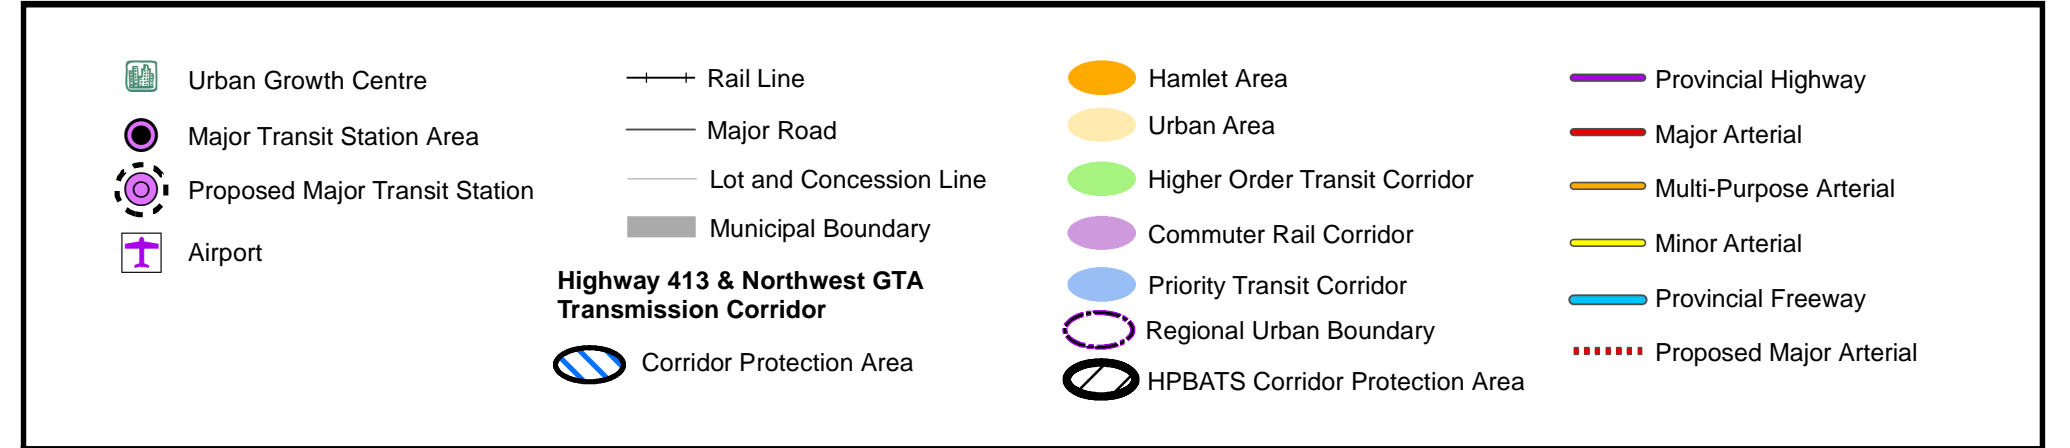 Urban Growth Centre
Major Transit Station Area
Proposed Major Transit Station
Airport
Rail Line
Major Road
Lot and Concession Line
Municipal Boundary
Highway 413 & Northwest GTA
Transmission Corridor
Corridor Protection Area
Hamlet Area
Urban Area
Higher Order Transit Corridor
Commuter Rail Corridor
Priority Transit Corridor
Regional Urban Boundary
HPBATS Corridor Protection Area
Provincial Highway
Major Arterial
Multi-Purpose Arterial
Minor Arterial
Provincial Freeway
Proposed Major Arterial